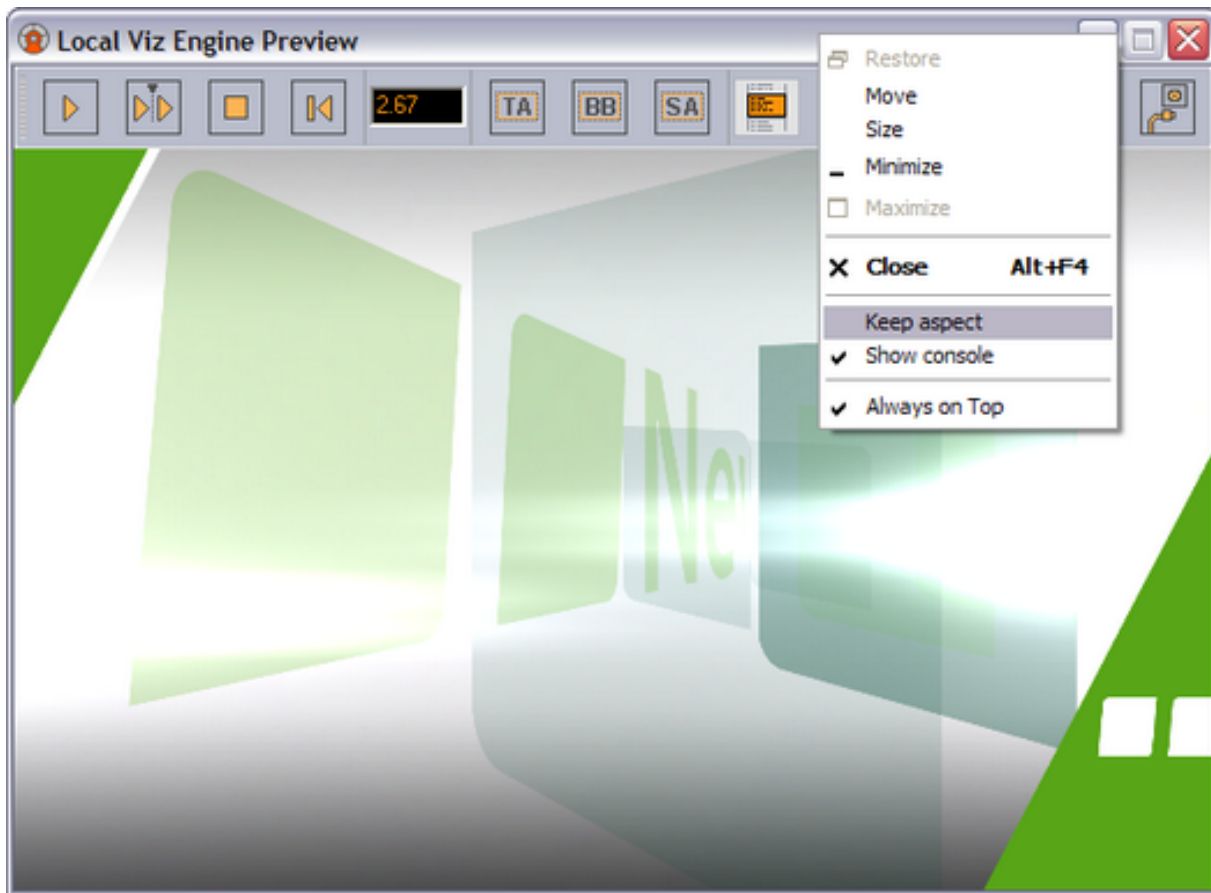 Local Viz Engine Preview
2.67
TA
BB
SA
Restore
Move
Size
Minimize
Maximize
Close Alt+F4
Keep aspect
Show console
Always on Top
Ne